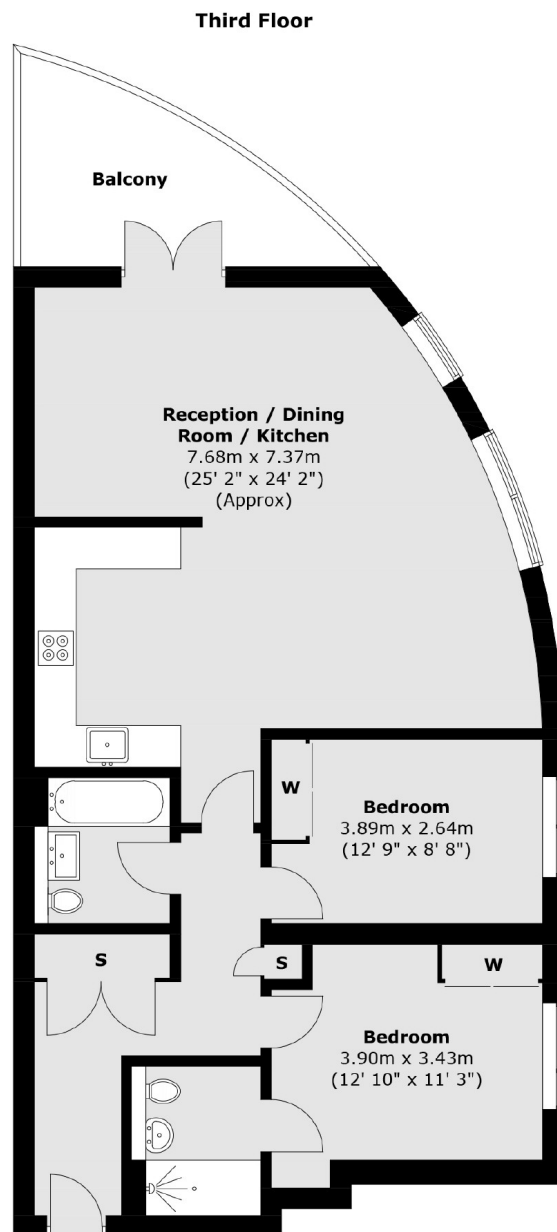 Third Floor
Balcony
Reception / Dining
Room / Kitchen
7.68m x 7.37m
(25' 2" x 24' 2")
(Approx)
W
Bedroom
3.89m x 2.64m
(12' 9" x 8' 8")
S
S
W
Bedroom
3.90m x 3.43m
(12' 10" x 11' 3")